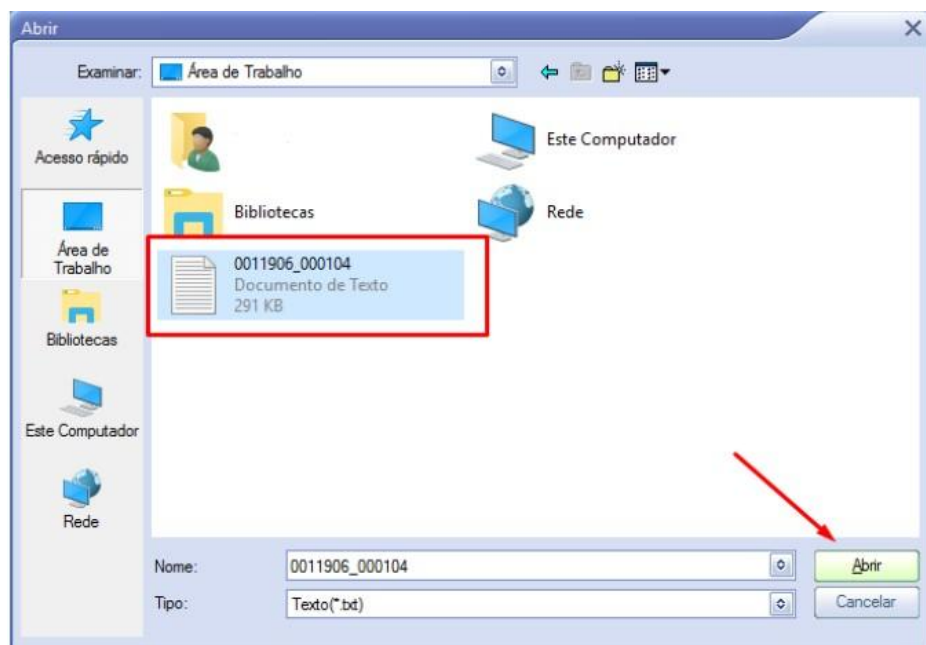 Abrir
Examinar:
Área de Trabalho
Acesso rápido
Área de
Trabalho
Bibliotecas
Este Computador
Rede
Este Computador
Bibliotecas
Rede
0011906_000104
Documento de Texto
291 KB
Nome:
0011906_000104
Abrir
Tipo:
Texto(*.txt)
Cancelar